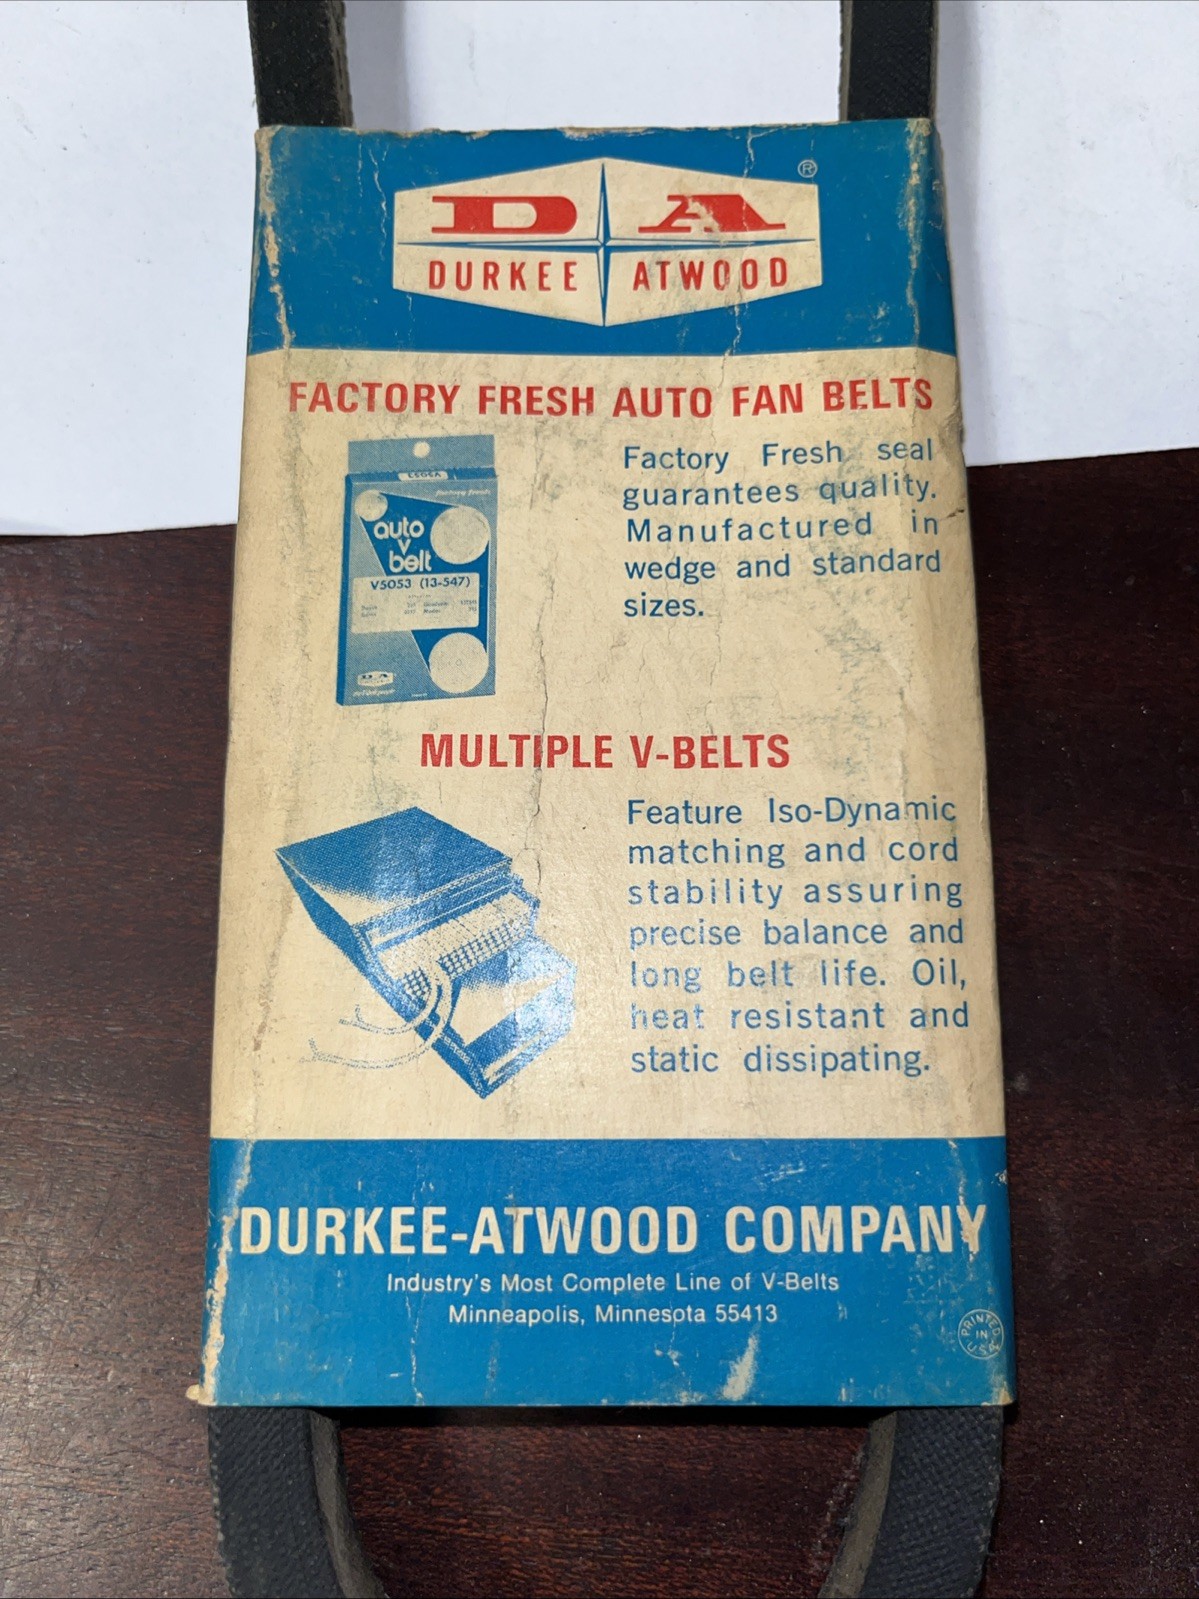 ®
D A
DURKEE ATWOOD
FACTORY FRESH AUTO FAN BELTS
Factory Fresh seal
guarantees quality.
Manufactured in
wedge and standard
sizes.
factory fresh
auto
v
belt
V5053 (13-547)
D A
MULTIPLE V-BELTS
Feature Iso-Dynamic
matching and cord
stability assuring
precise balance and
long belt life. Oil,
heat resistant and
static dissipating.
DURKEE-ATWOOD COMPANY
Industry's Most Complete Line of V-Belts
Minneapolis, Minnesota 55413
PRINTED
IN
U.S.A.